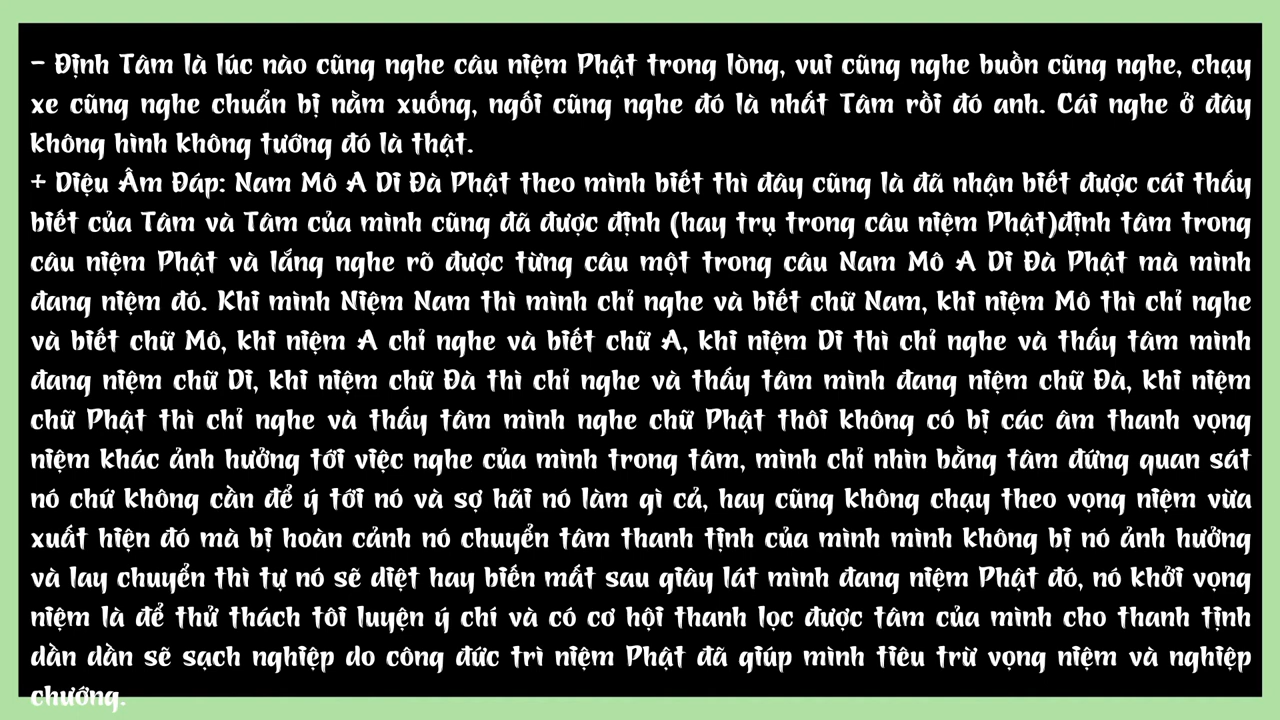 – Định Tâm là lúc nào cũng nghe câu niệm Phật trong lòng, vui cũng nghe buồn cũng nghe, chạy
xe cũng nghe chuẩn bị nằm xuống, ngồi cũng nghe đó là nhất Tâm rồi đó anh. Cái nghe ở đây
không hình không tướng đó là thật.
+ Diệu Âm Đáp: Nam Mô A Di Đà Phật theo mình biết thì đây cũng là đã nhận biết được cái thấy
biết của Tâm và Tâm của mình cũng đã được định (hay trụ trong câu niệm Phật)định tâm trong
câu niệm Phật và lắng nghe rõ được từng câu một trong câu Nam Mô A Di Đà Phật mà mình
đang niệm đó. Khi mình Niệm Nam thì mình chỉ nghe và biết chữ Nam, khi niệm Mô thì chỉ nghe
và biết chữ Mô, khi niệm A chỉ nghe và biết chữ A, khi niệm Di thì chỉ nghe và thấy tâm mình
đang niệm chữ Di, khi niệm chữ Đà thì chỉ nghe và thấy tâm mình đang niệm chữ Đà, khi niệm
chữ Phật thì chỉ nghe và thấy tâm mình nghe chữ Phật thôi không có bị các âm thanh vọng
niệm khác ảnh hưởng tới việc nghe của mình trong tâm, mình chỉ nhìn bằng tâm đứng quan sát
nó chứ không cần để ý tới nó và sợ hãi nó làm gì cả, hay cũng không chạy theo vọng niệm vừa
xuất hiện đó mà bị hoàn cảnh nó chuyển tâm thanh tịnh của mình mình không bị nó ảnh hưởng
và lay chuyển thì tự nó sẽ diệt hay biến mất sau giây lát mình đang niệm Phật đó, nó khởi vọng
niệm là để thử thách tôi luyện ý chí và có cơ hội thanh lọc được tâm của mình cho thanh tịnh
dần dần sẽ sạch nghiệp do công đức trì niệm Phật đã giúp mình tiêu trừ vọng niệm và nghiệp
chướng.